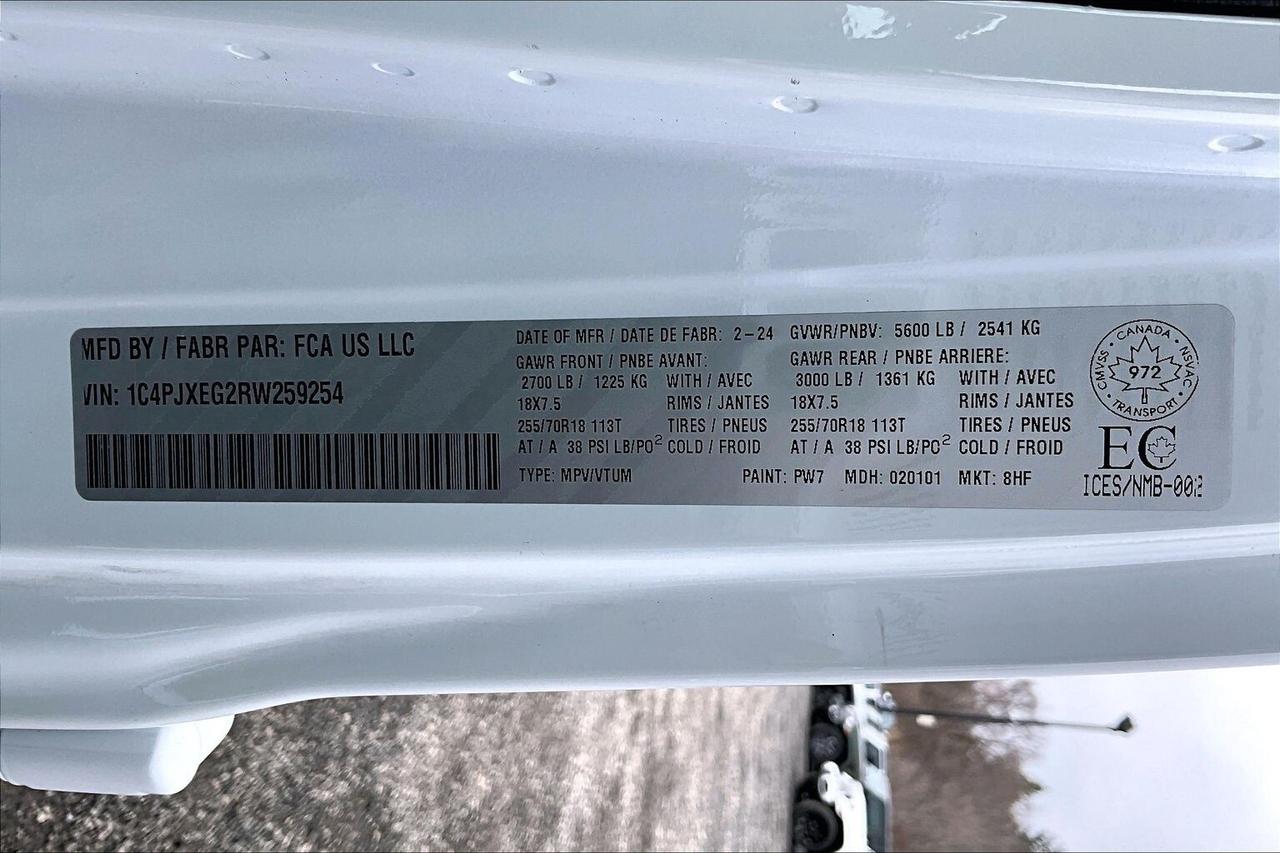 MFD BY / FABR PAR: FCA US LLC
VIN: 1C4PJXEG2RW259254
DATE OF MFR / DATE DE FABR: 2-24 GVWR/PNBV: 5600 LB / 2541 KG
GAWR FRONT / PNBE AVANT: GAWR REAR / PNBE ARRIERE:
2700 LB / 1225 KG WITH / AVEC 3000 LB / 1361 KG WITH / AVEC
18X7.5 RIMS / JANTES 18X7.5 RIMS / JANTES
255/70R18 113T TIRES / PNEUS 255/70R18 113T TIRES / PNEUS
AT / A 38 PSI LB/PO² COLD / FROID AT / A 38 PSI LB/PO² COLD / FROID
TYPE: MPV/VTUM PAINT: PW7 MDH: 020101 MKT: 8HF
CMVSS • CANADA • NSVAC • TRANSPORT •
972
EC
ICES/NMB-002